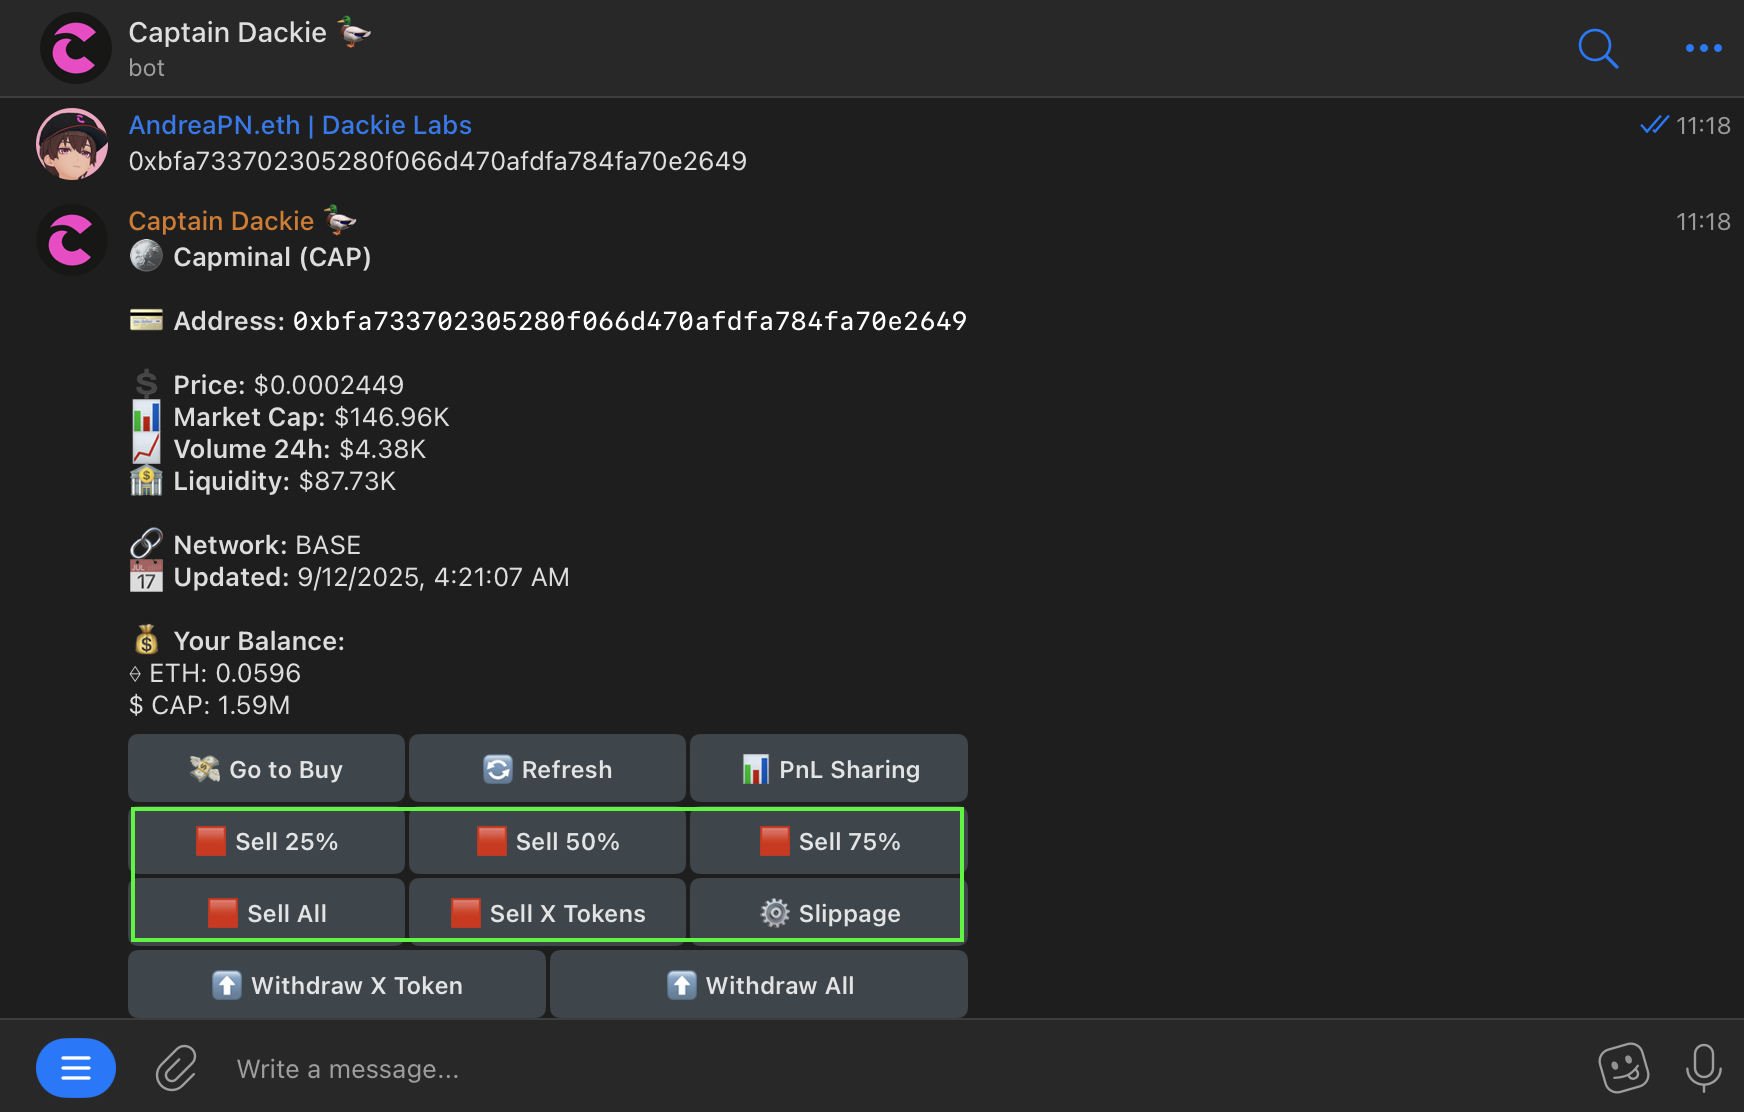 Captain Dackie 🦆
bot
AndreaPN.eth | Dackie Labs
11:18
0xbfa733702305280f066d470afdfa784fa70e2649
Captain Dackie 🦆
11:18
Capminal (CAP)
Address: 0xbfa733702305280f066d470afdfa784fa70e2649
Price: $0.0002449
Market Cap: $146.96K
Volume 24h: $4.38K
Liquidity: $87.73K
Network: BASE
Updated: 9/12/2025, 4:21:07 AM
Your Balance:
ETH: 0.0596
$ CAP: 1.59M
Go to Buy
Refresh
PnL Sharing
Sell 25%
Sell 50%
Sell 75%
Sell All
Sell X Tokens
Slippage
Withdraw X Token
Withdraw All
Write a message...